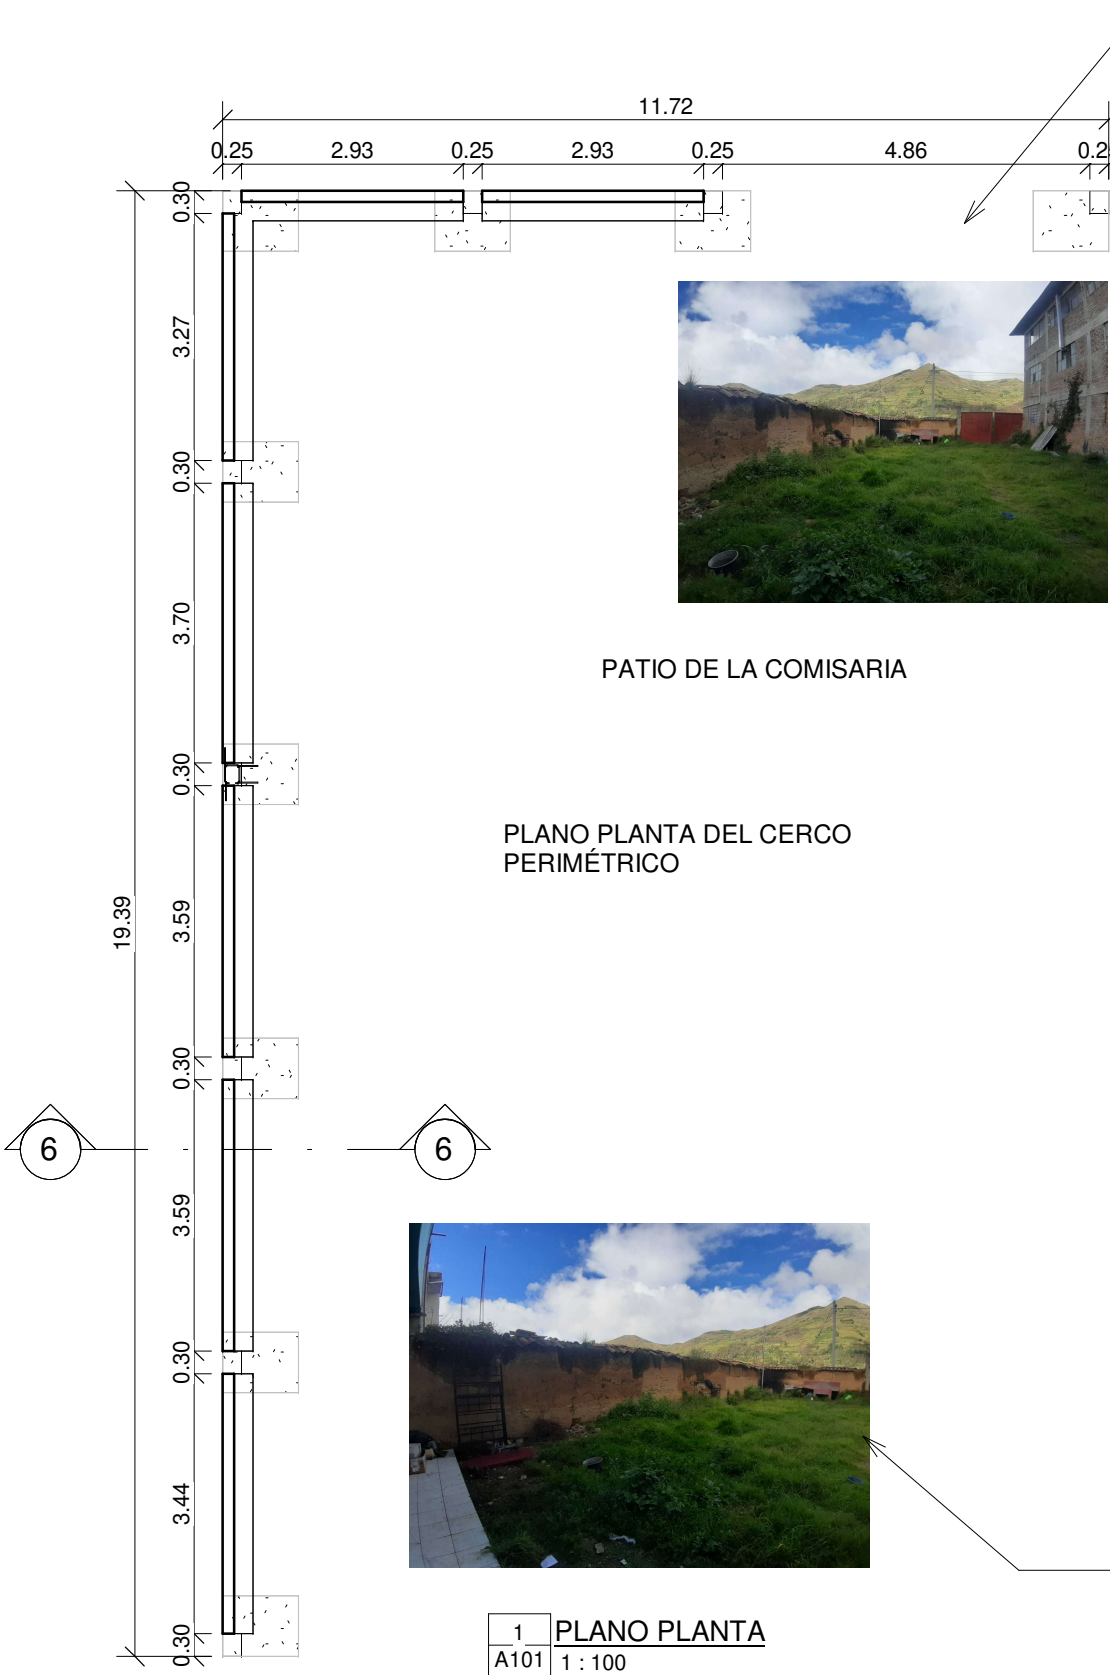 11.72
0.25 2.93 0.25 2.93 0.25 4.86
0.30
3.27
0.30
3.70
0.30
3.59
19.39
0.30
3.59
0.30
3.44
0.30
PATIO DE LA COMISARIA
PLANO PLANTA DEL CERCO
PERIMÉTRICO
6 6
1 PLANO PLANTA
A101 1 : 100